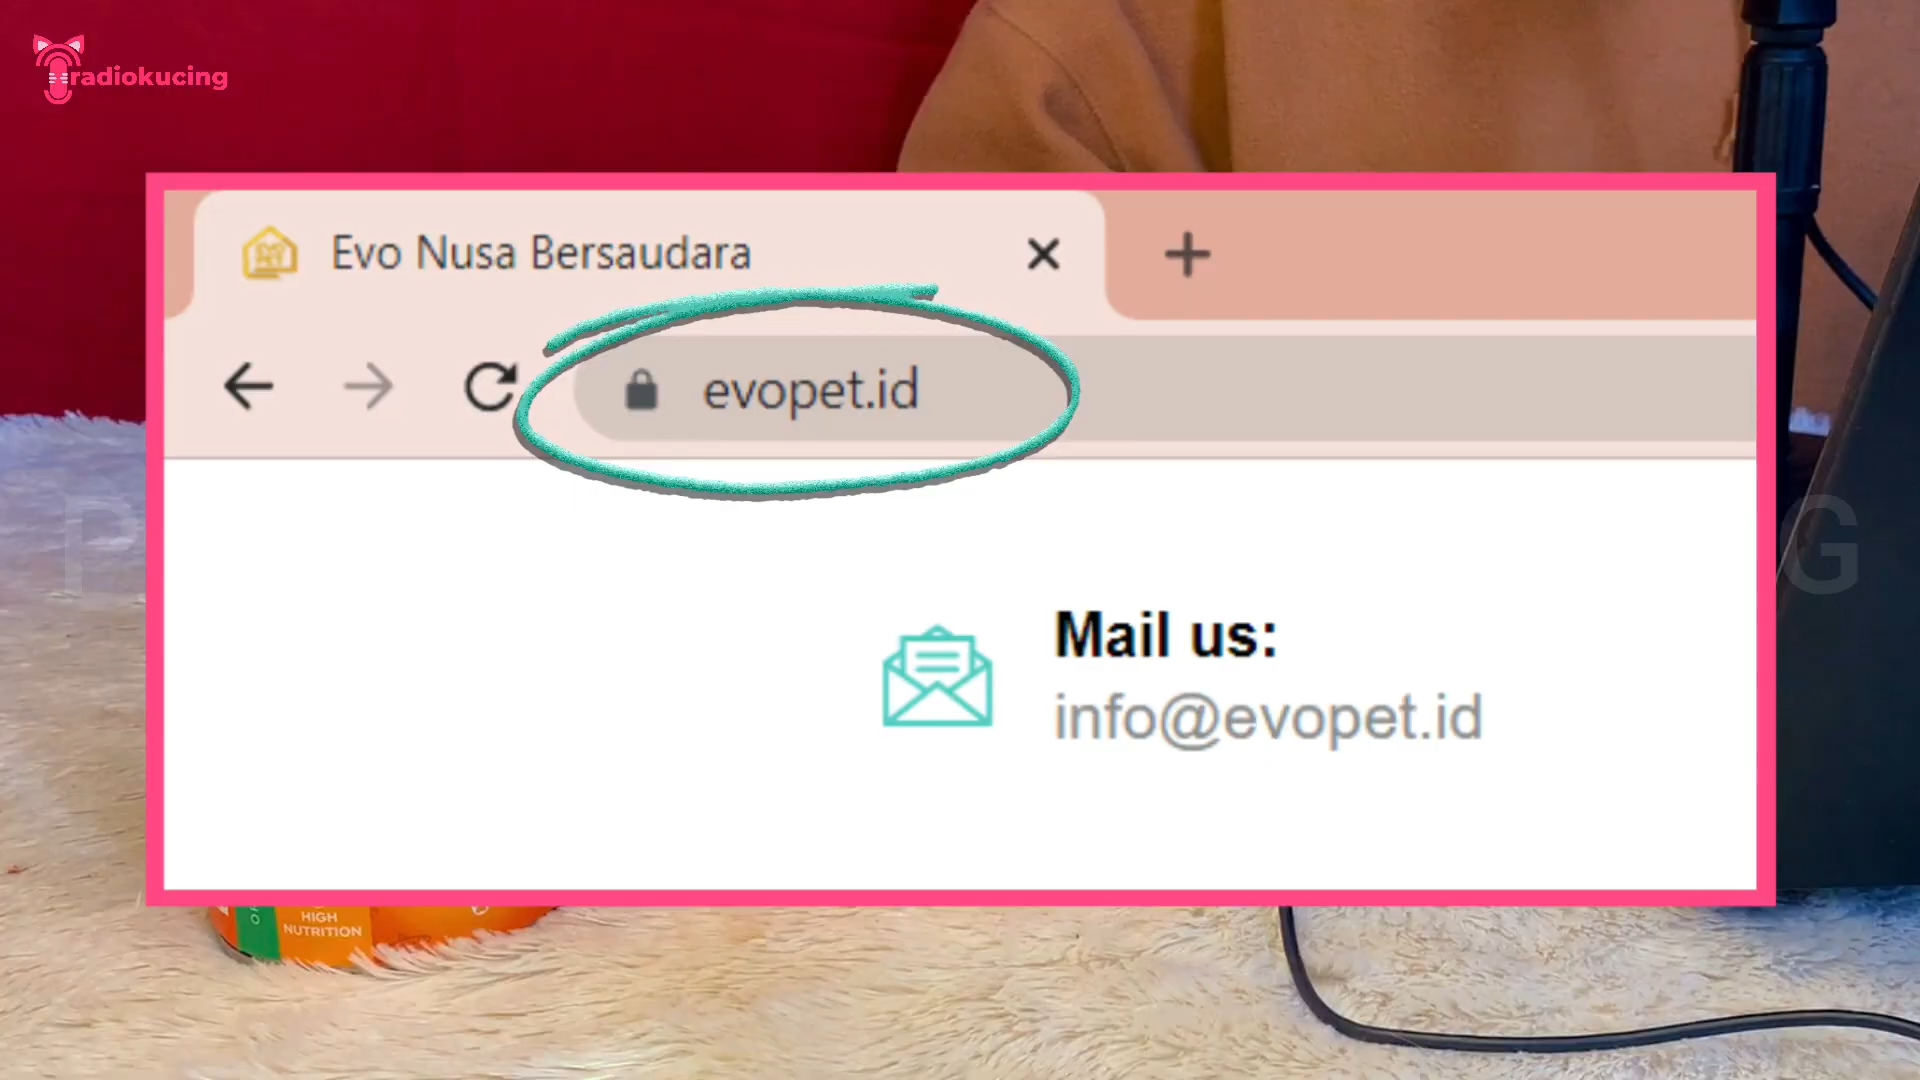 radiokucing
Evo Nusa Bersaudara
evopet.id
Mail us:
info@evopet.id
HIGH
NUTRITION